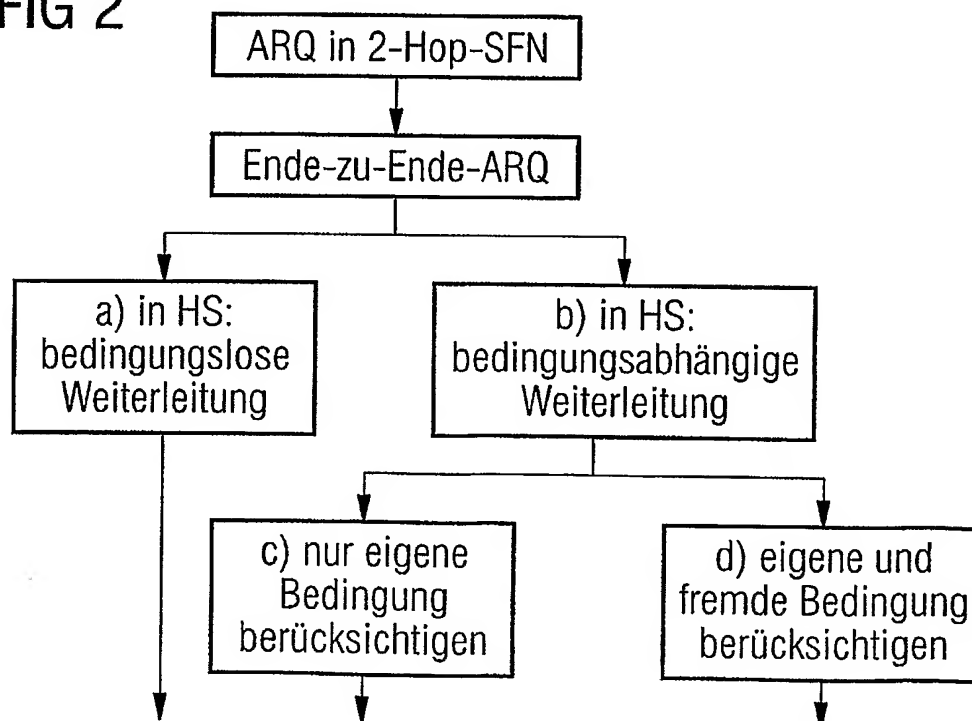 FIG 2
ARQ in 2-Hop-SFN
Ende-zu-Ende-ARQ
a) in HS:
bedingungslose
Weiterleitung
b) in HS:
bedingungsabhängige
Weiterleitung
c) nur eigene
Bedingung
berücksichtigen
d) eigene und
fremde Bedingung
berücksichtigen